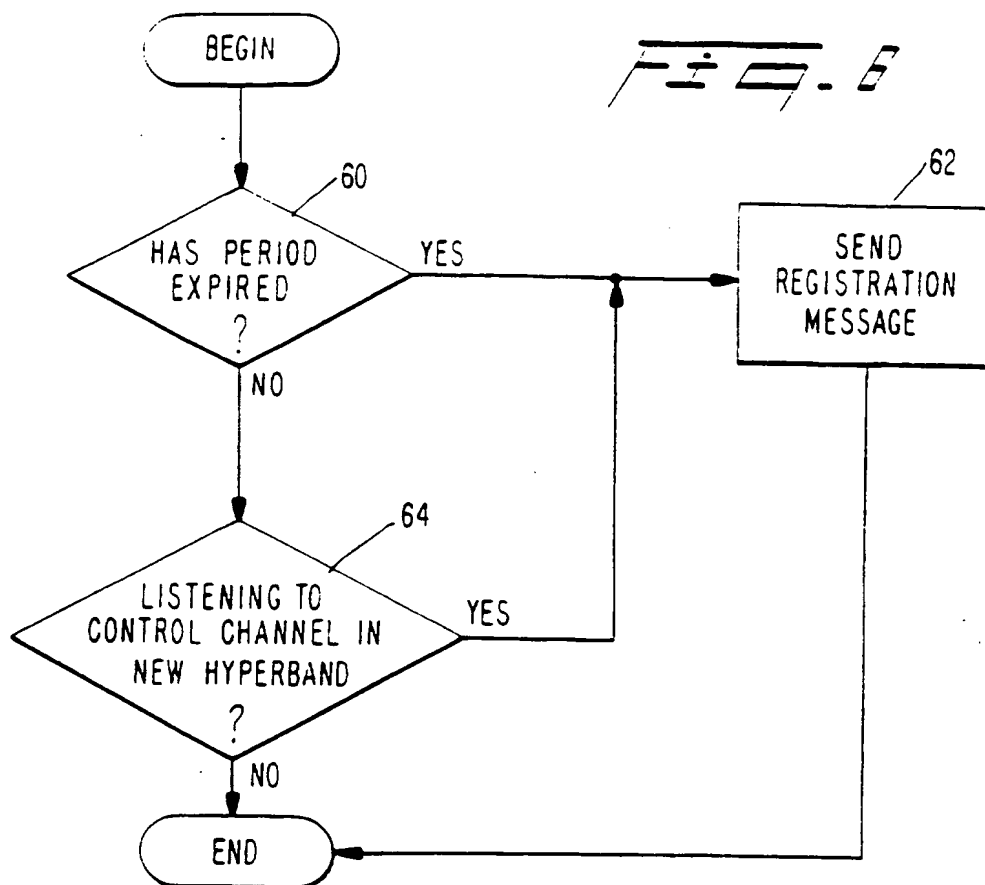 BEGIN
Fig. 6
60
HAS PERIOD
EXPIRED
?
YES
NO
62
SEND
REGISTRATION
MESSAGE
64
LISTENING TO
CONTROL CHANNEL IN
NEW HYPERBAND
?
YES
NO
END